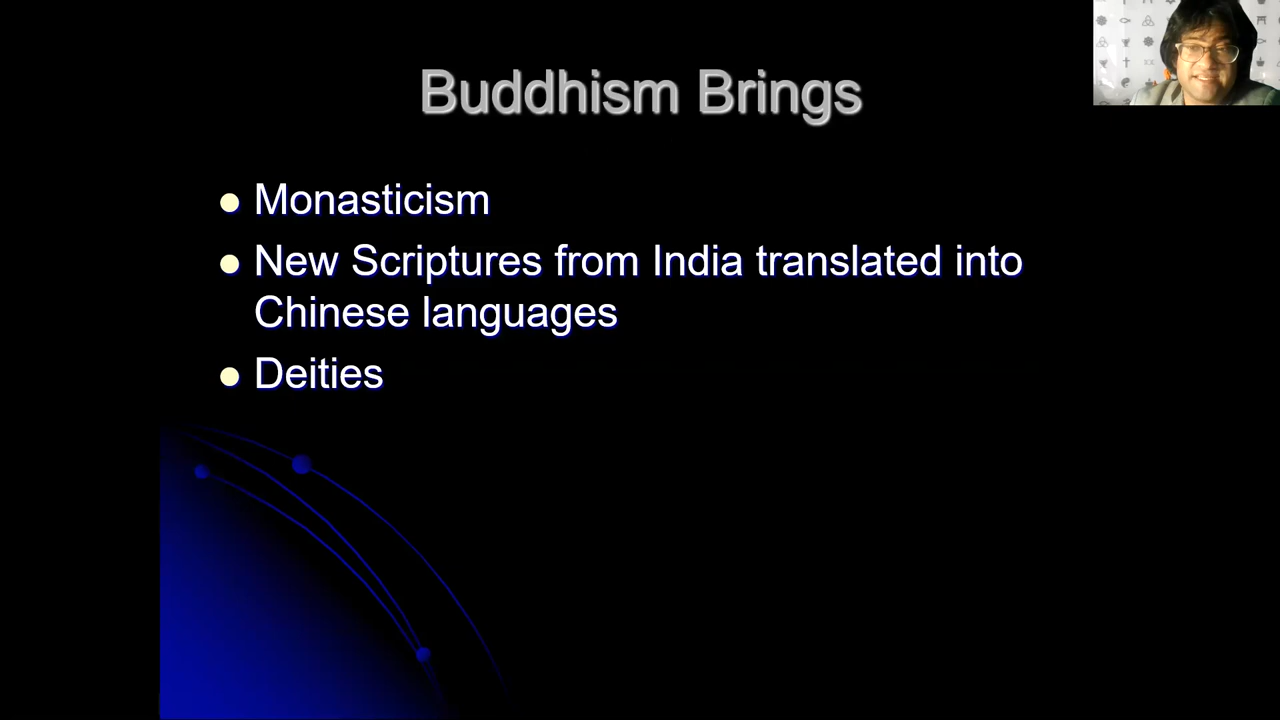 Buddhism Brings
Monasticism
New Scriptures from India translated into
Chinese languages
Deities